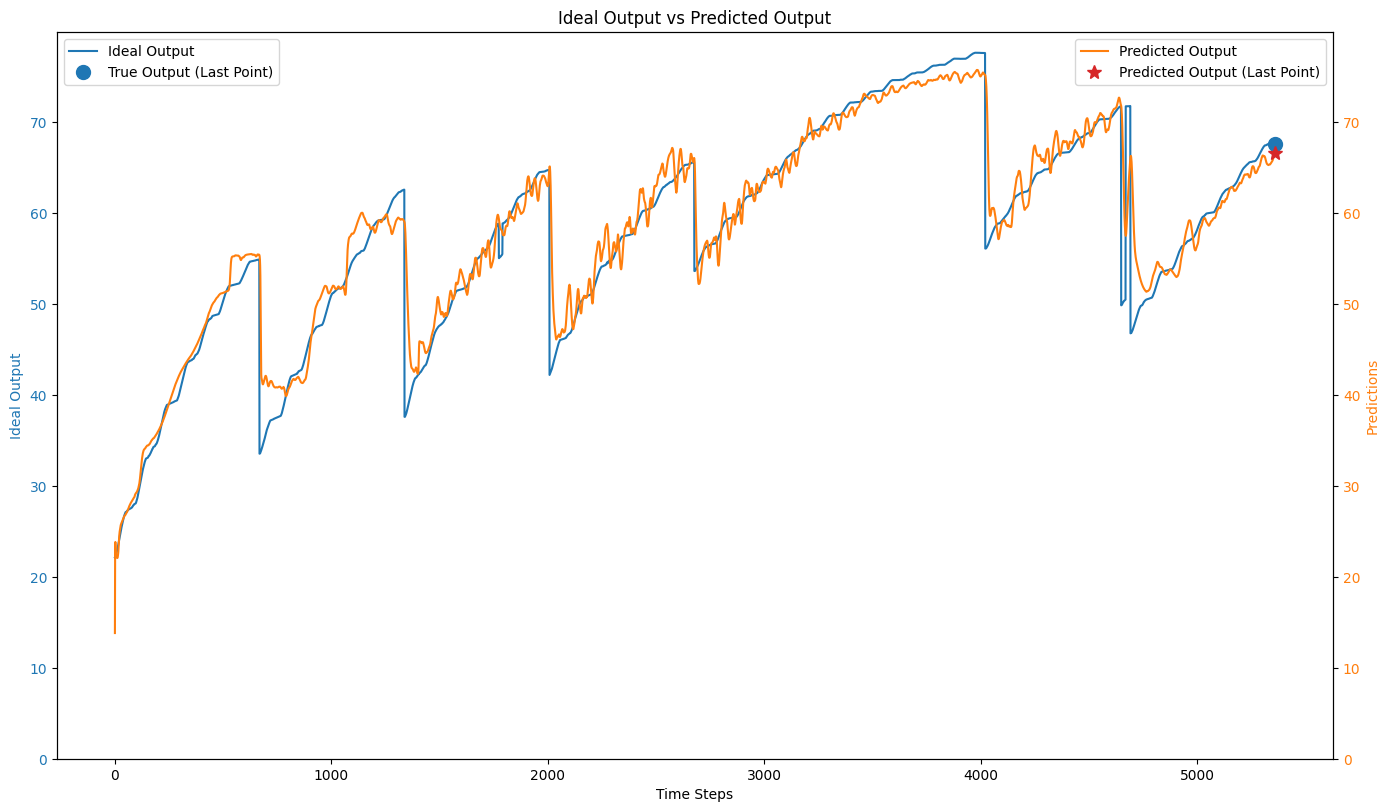 Ideal Output vs Predicted Output
Ideal Output
True Output (Last Point)
Predicted Output
Predicted Output (Last Point)
70
60
50
40
30
20
10
0
Ideal Output
70
60
50
40
30
20
10
0
Predictions
0 1000 2000 3000 4000 5000
Time Steps